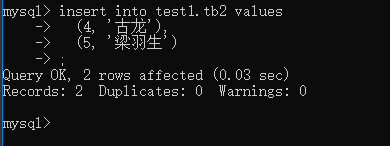 mysql> insert into test1.tb2 values
    -> (4, '古龙'),
    -> (5, '梁羽生')
    -> ;
Query OK, 2 rows affected (0.03 sec)
Records: 2  Duplicates: 0  Warnings: 0
mysql>